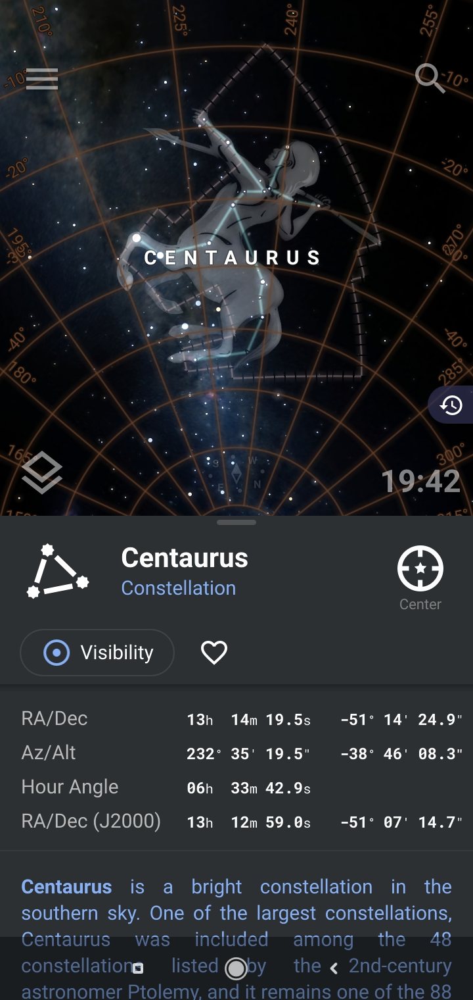 210°
225°
240°
255°
-10°
-10°
-20°
-20°
195°
270°
CENTAURUS
-40°
-40°
180°
285°
165°
300°
S
W
E
N
19:42
Centaurus
Constellation
Center
Visibility
RA/Dec 13h 14m 19.5s -51° 14' 24.9"
Az/Alt 232° 35' 19.5" -38° 46' 08.3"
Hour Angle 06h 33m 42.9s
RA/Dec (J2000) 13h 12m 59.0s -51° 07' 14.7"
Centaurus is a bright constellation in the
southern sky. One of the largest constellations,
Centaurus was included among the 48
constellations listed by the 2nd-century
astronomer Ptolemy, and it remains one of the 88